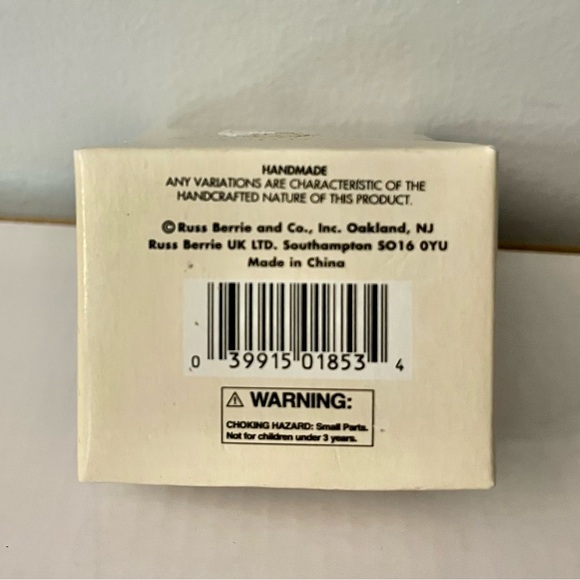 HANDMADE
ANY VARIATIONS ARE CHARACTERISTIC OF THE
HANDCRAFTED NATURE OF THIS PRODUCT.
© Russ Berrie and Co., Inc. Oakland, NJ
Russ Berrie UK LTD. Southampton SO16 0YU
Made in China
0 39915 01853 4
⚠ WARNING:
CHOKING HAZARD: Small Parts.
Not for children under 3 years.